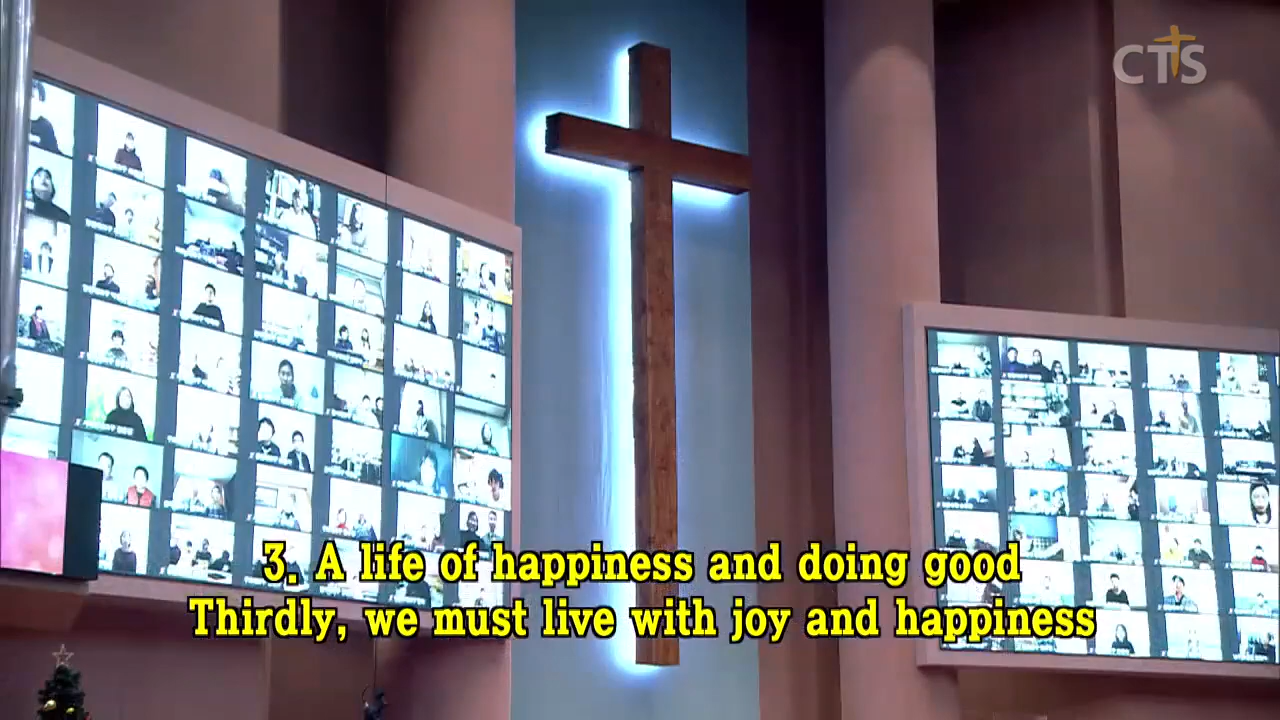 CTS
3. A life of happiness and doing good
Thirdly, we must live with joy and happiness